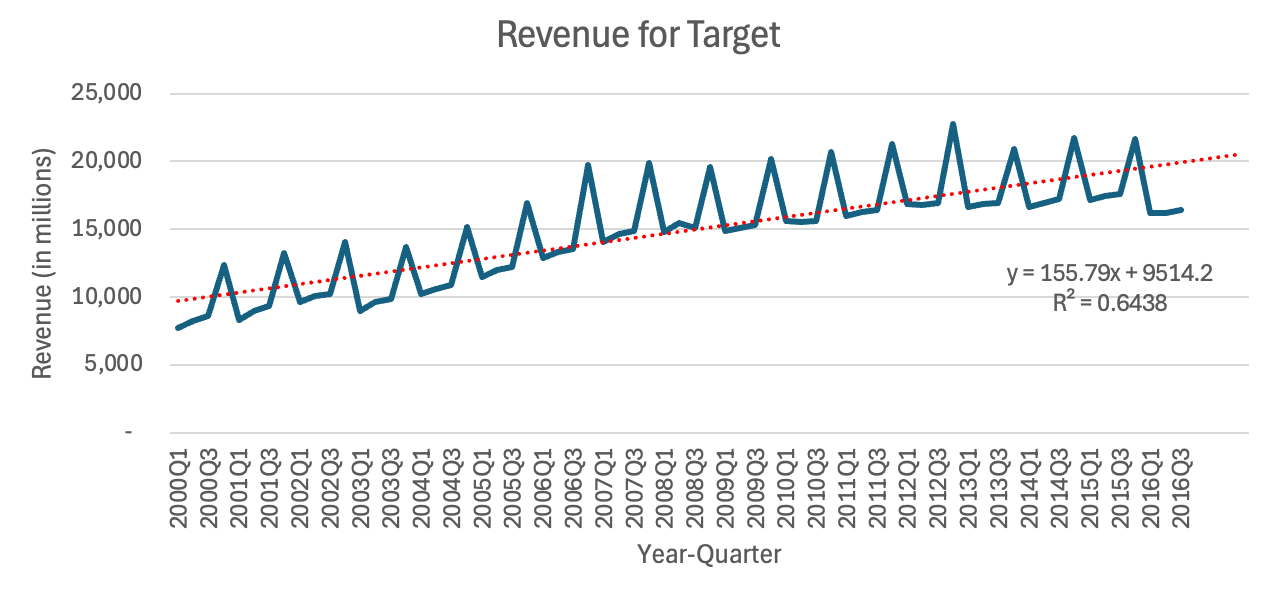 Revenue for Target
25,000
20,000
15,000
10,000
5,000
-
Revenue (in millions)
y = 155.79x + 9514.2
R² = 0.6438
2000Q1
2000Q3
2001Q1
2001Q3
2002Q1
2002Q3
2003Q1
2003Q3
2004Q1
2004Q3
2005Q1
2005Q3
2006Q1
2006Q3
2007Q1
2007Q3
2008Q1
2008Q3
2009Q1
2009Q3
2010Q1
2010Q3
2011Q1
2011Q3
2012Q1
2012Q3
2013Q1
2013Q3
2014Q1
2014Q3
2015Q1
2015Q3
2016Q1
2016Q3
Year-Quarter